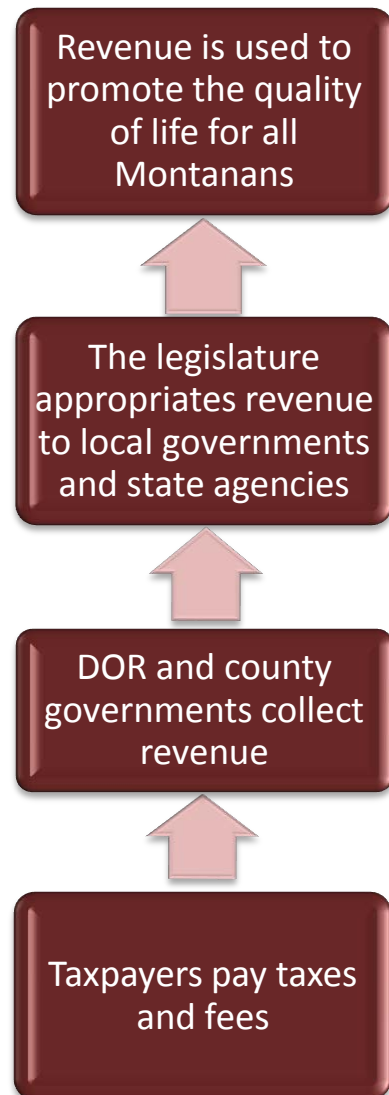 Revenue is used to
promote the quality
of life for all
Montanans
The legislature
appropriates revenue
to local governments
and state agencies
DOR and county
governments collect
revenue
Taxpayers pay taxes
and fees